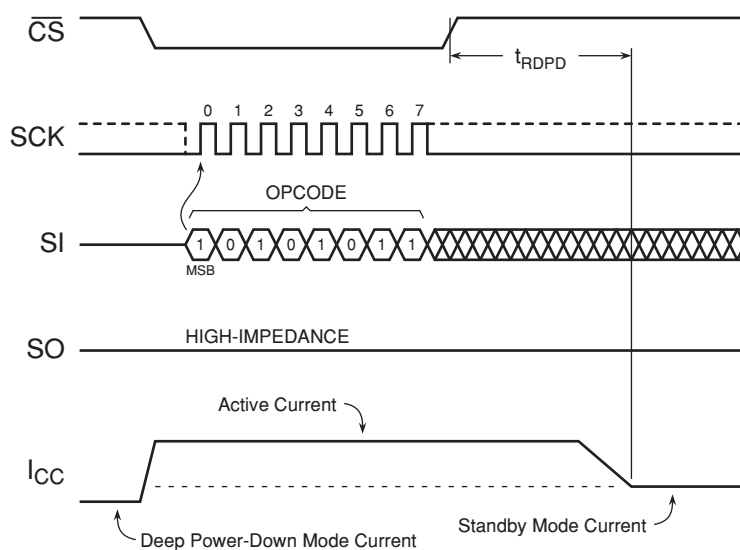 CS
tRDPD
0 1 2 3 4 5 6 7
SCK
OPCODE
SI
1 0 1 0 1 0 1 1
MSB
HIGH-IMPEDANCE
SO
Active Current
ICC
Deep Power-Down Mode Current
Standby Mode Current